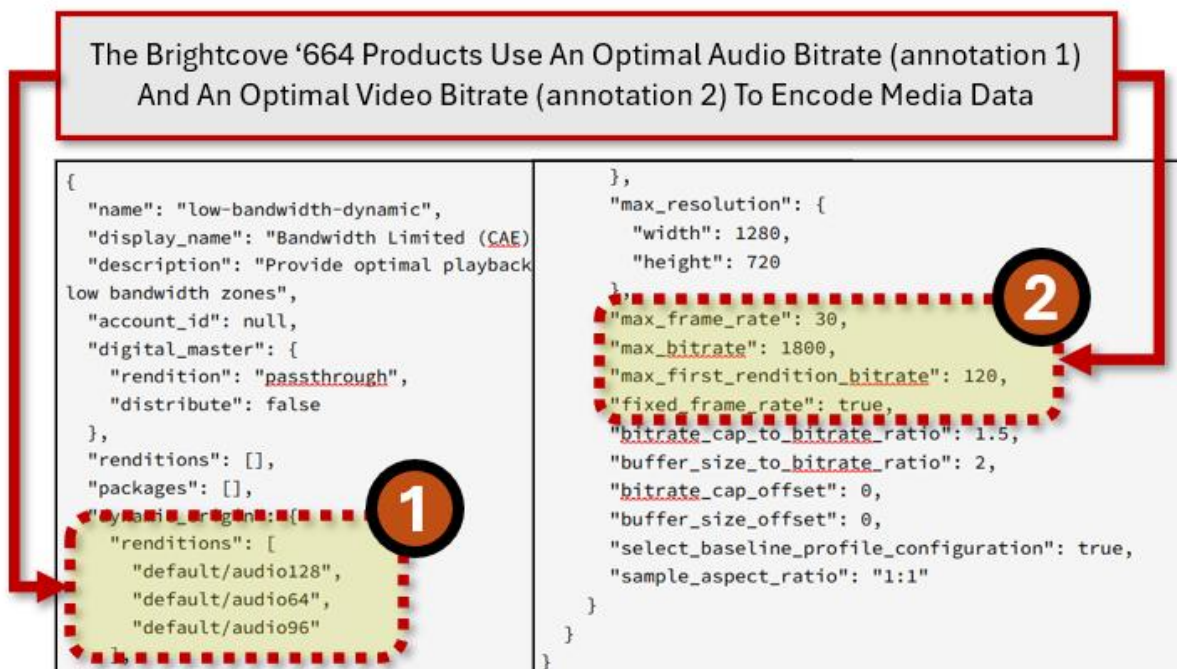 The Brightcove ‘664 Products Use An Optimal Audio Bitrate (annotation 1)
And An Optimal Video Bitrate (annotation 2) To Encode Media Data
{
"name": "low-bandwidth-dynamic",
"display_name": "Bandwidth Limited (CAE)
"description": "Provide optimal playback
low bandwidth zones",
"account_id": null,
"digital_master": {
"rendition": "passthrough",
"distribute": false
},
"renditions": [],
"packages": [],
"dynamic_origin": {
"renditions": [
"default/audio128",
"default/audio64",
"default/audio96"
],
1
},
"max_resolution": {
"width": 1280,
"height": 720
},
"max_frame_rate": 30,
"max_bitrate": 1800,
"max_first_rendition_bitrate": 120,
"fixed_frame_rate": true,
"bitrate_cap_to_bitrate_ratio": 1.5,
"buffer_size_to_bitrate_ratio": 2,
"bitrate_cap_offset": 0,
"buffer_size_offset": 0,
"select_baseline_profile_configuration": true,
"sample_aspect_ratio": "1:1"
}
}
}
2